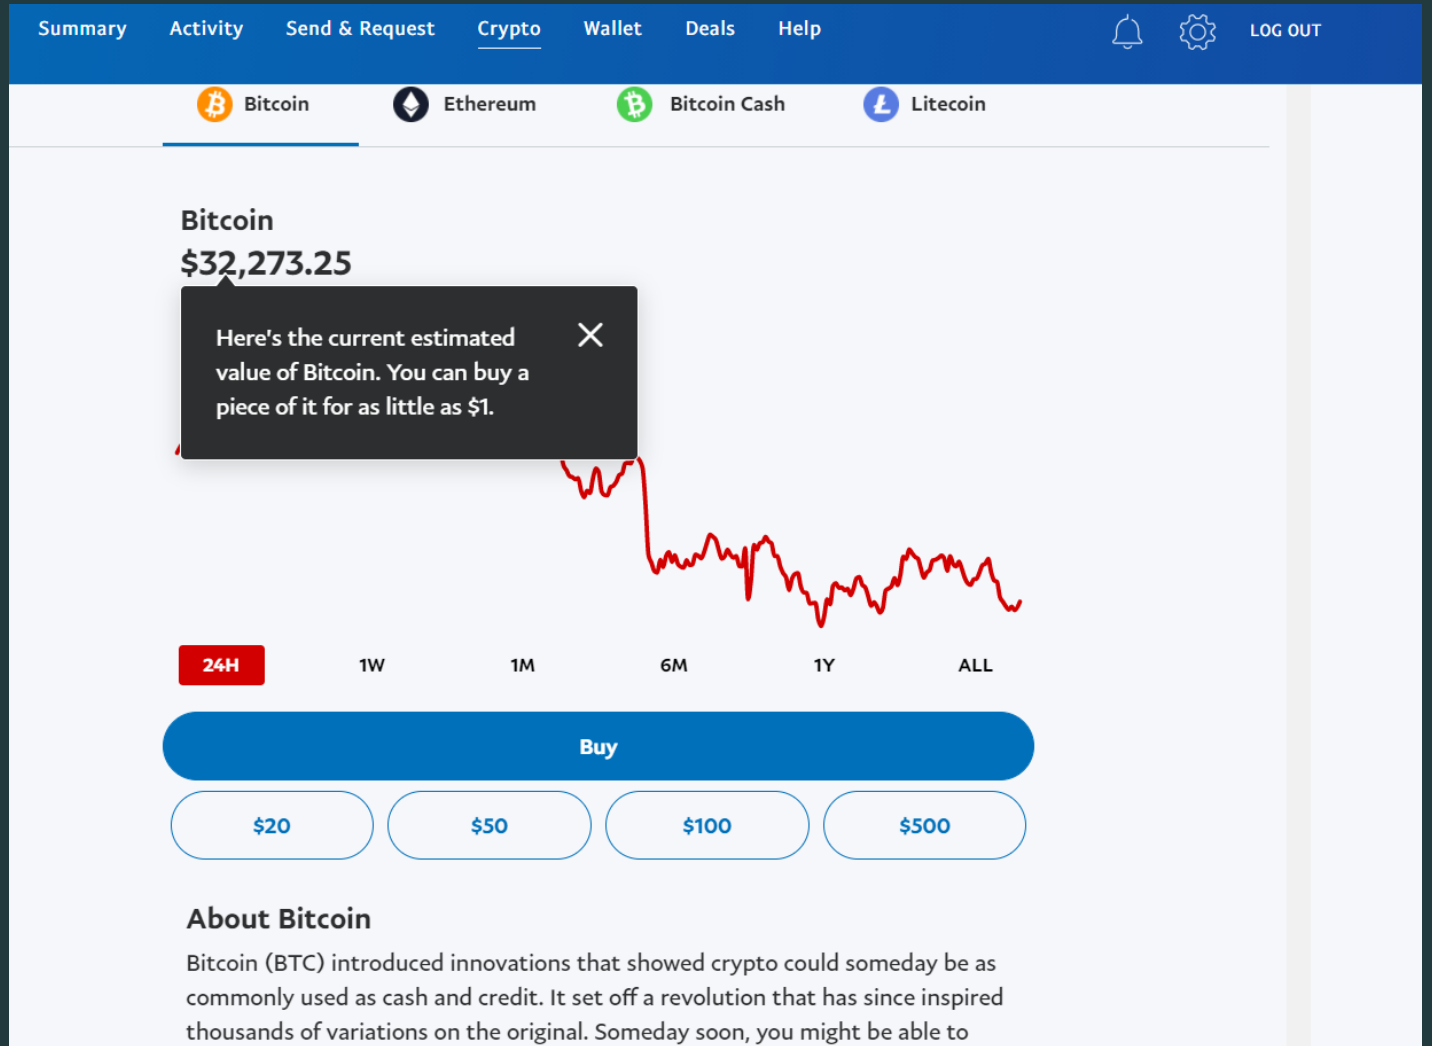 Summary Activity Send & Request Crypto Wallet Deals Help LOG OUT
Bitcoin Ethereum Bitcoin Cash Litecoin
Bitcoin
$32,273.25
Here's the current estimated
value of Bitcoin. You can buy a
piece of it for as little as $1.
24H 1W 1M 6M 1Y ALL
Buy
$20 $50 $100 $500
About Bitcoin
Bitcoin (BTC) introduced innovations that showed crypto could someday be as
commonly used as cash and credit. It set off a revolution that has since inspired
thousands of variations on the original. Someday soon, you might be able to